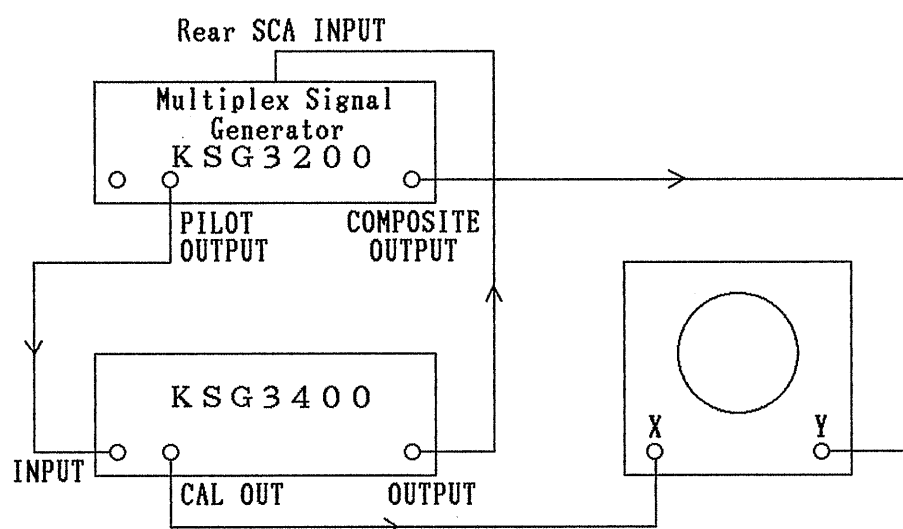 Rear SCA INPUT
Multiplex Signal
Generator
KSG3200
PILOT
OUTPUT
COMPOSITE
OUTPUT
KSG3400
INPUT
CAL OUT
OUTPUT
X
Y